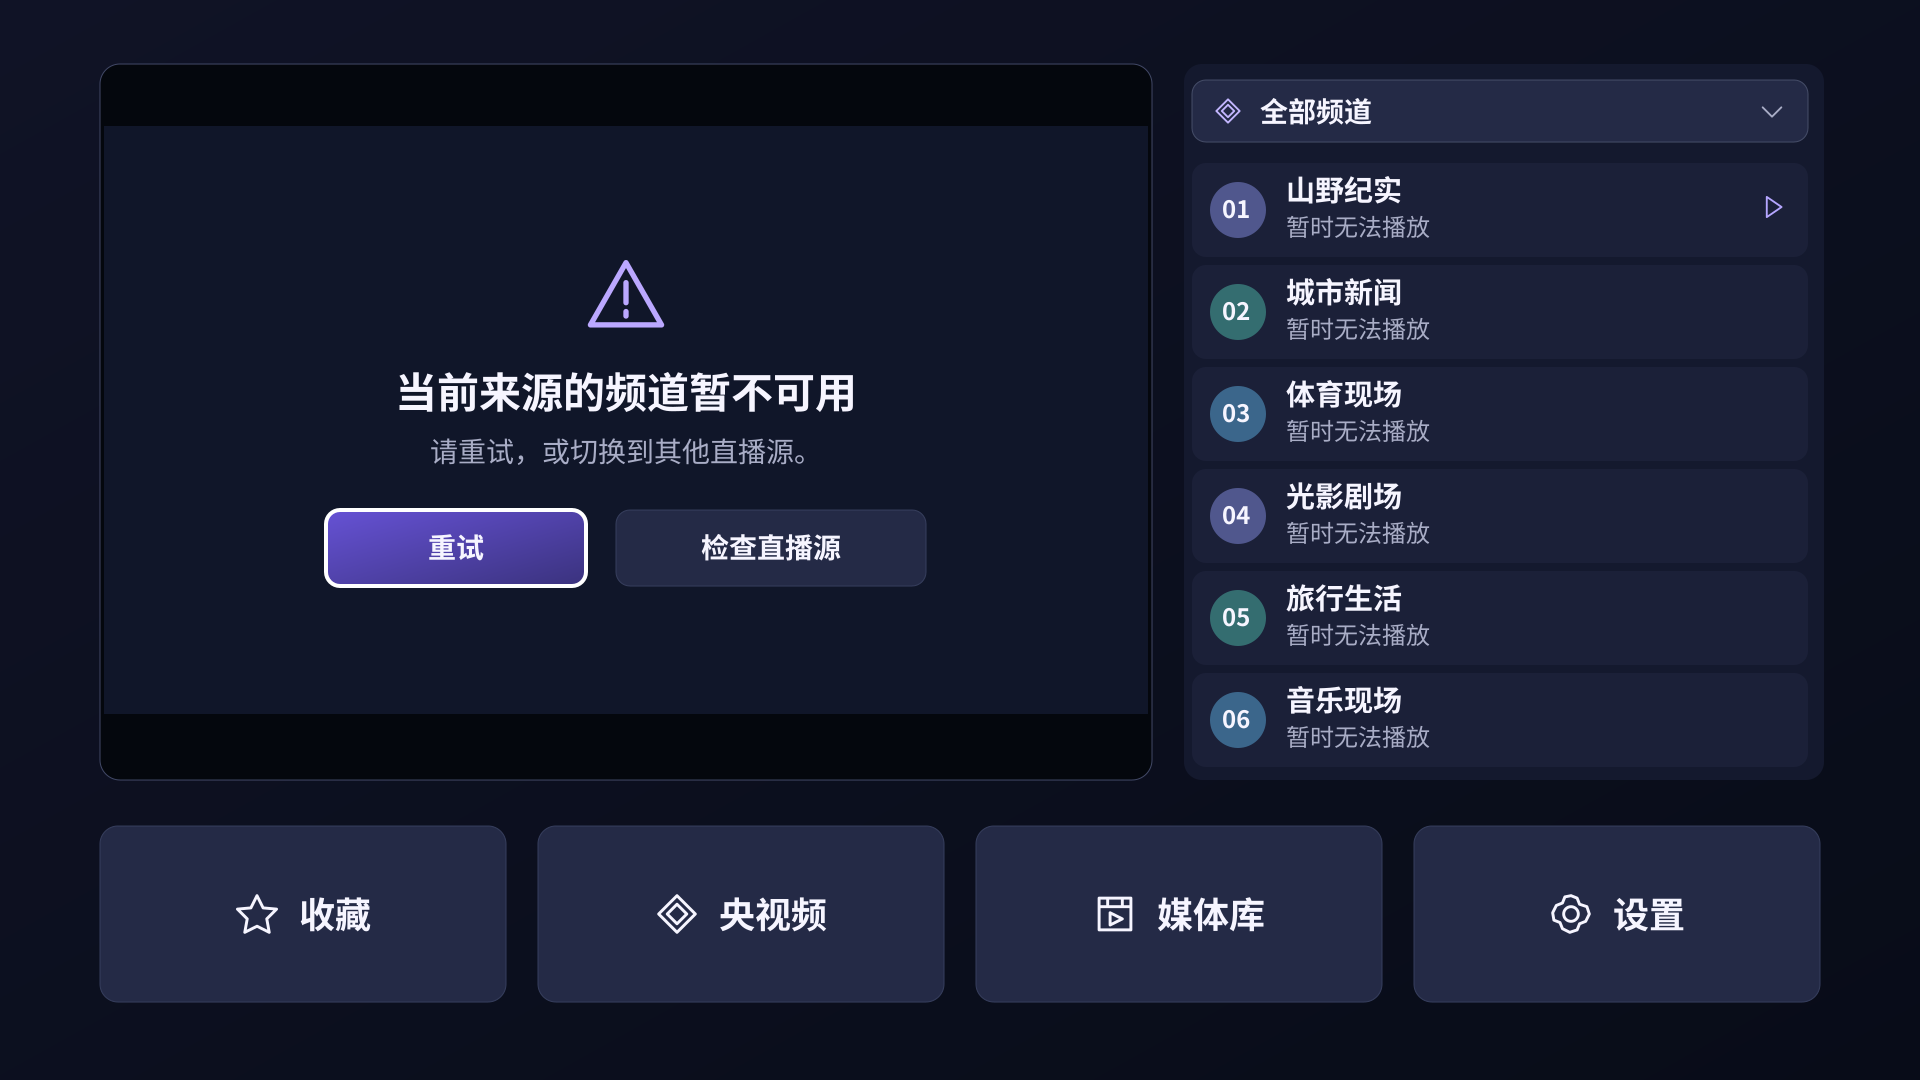 当前来源的频道暂不可用
请重试，或切换到其他直播源。
重试
检查直播源
全部频道
01
山野纪实
暂时无法播放
02
城市新闻
暂时无法播放
03
体育现场
暂时无法播放
04
光影剧场
暂时无法播放
05
旅行生活
暂时无法播放
06
音乐现场
暂时无法播放
收藏
央视频
媒体库
设置